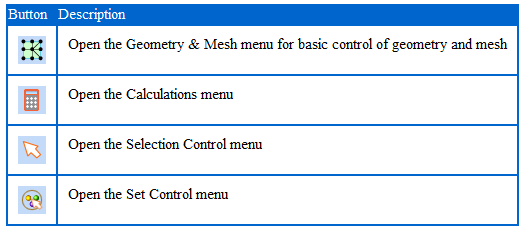 Button Description
Open the Geometry & Mesh menu for basic control of geometry and mesh
Open the Calculations menu
Open the Selection Control menu
Open the Set Control menu